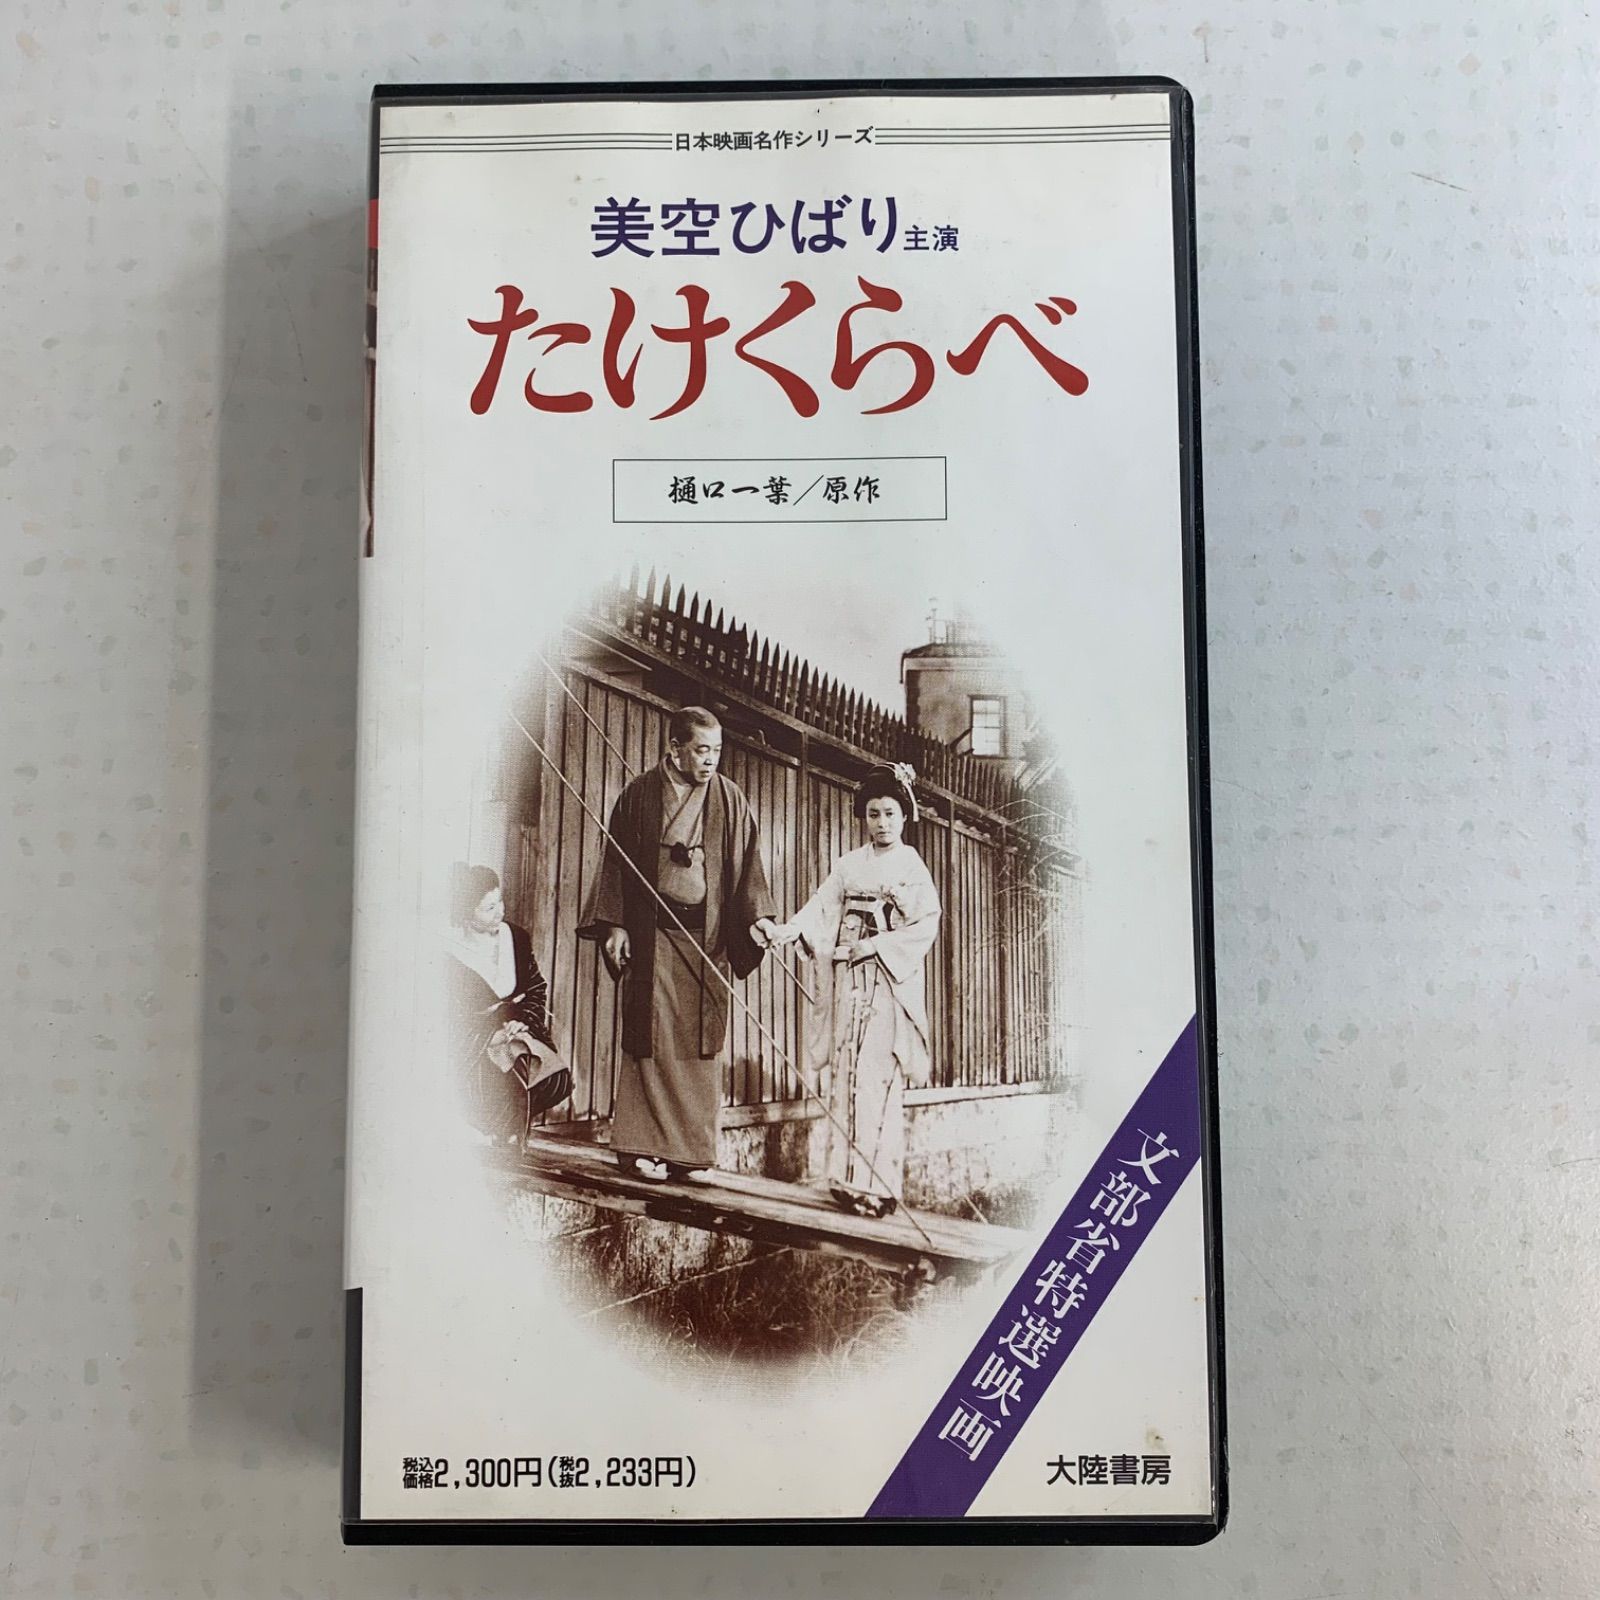 日本映画名作シリーズ
美空ひばり主演
たけくらべ
樋口一葉／原作
文部省特選映画
税込価格2,300円(税抜2,233円)
大陸書房